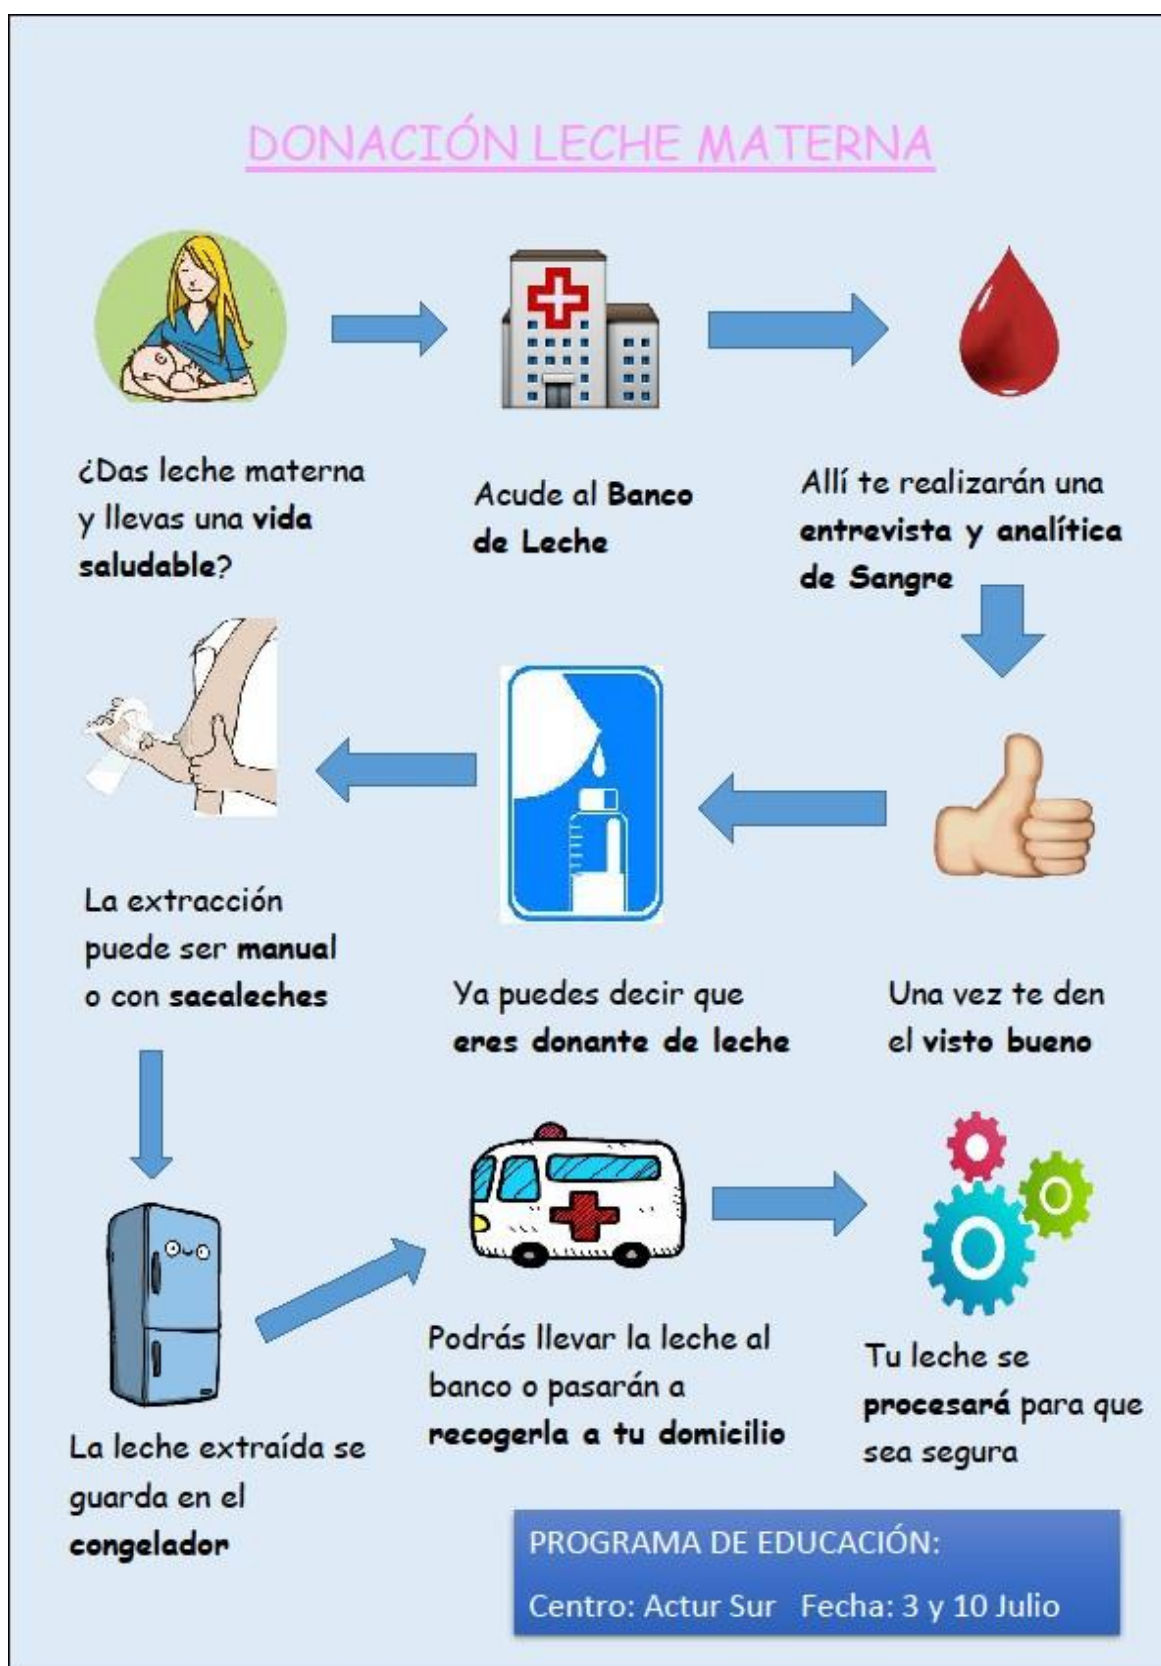 DONACIÓN LECHE MATERNA
¿Das leche materna
y llevas una vida
saludable?
Acude al Banco
de Leche
Allí te realizarán una
entrevista y analítica
de Sangre
Una vez te den
el visto bueno
Ya puedes decir que
eres donante de leche
La extracción
puede ser manual
o con sacaleches
La leche extraída se
guarda en el
congelador
Podrás llevar la leche al
banco o pasarán a
recogerla a tu domicilio
Tu leche se
procesará para que
sea segura
PROGRAMA DE EDUCACIÓN:
Centro: Actur Sur Fecha: 3 y 10 Julio